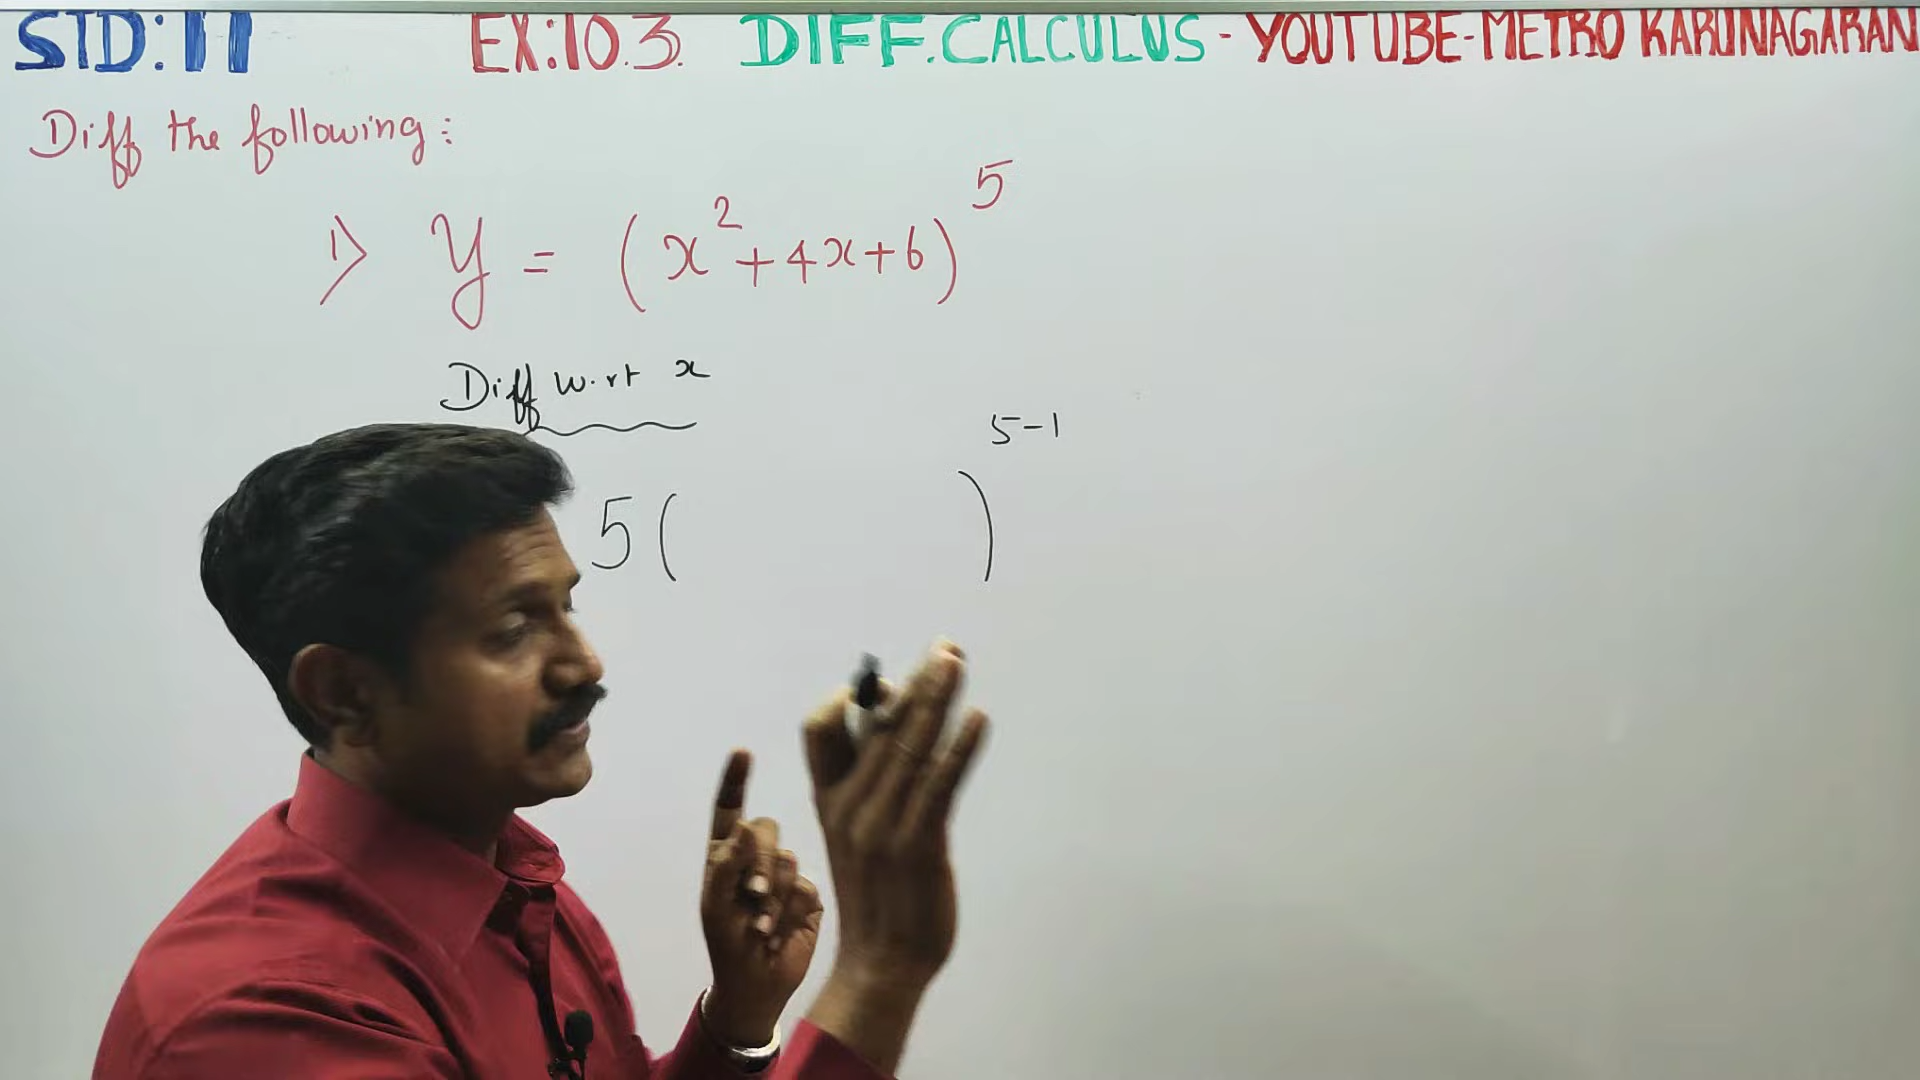 STD:11 EX:10.3. DIFF.CALCULUS - YOUTUBE-METRO KARUNAGARAN
Diff the following:
1) y = (x² + 4x + 6)⁵
Diff w.r.t x
5 ( )⁵⁻¹